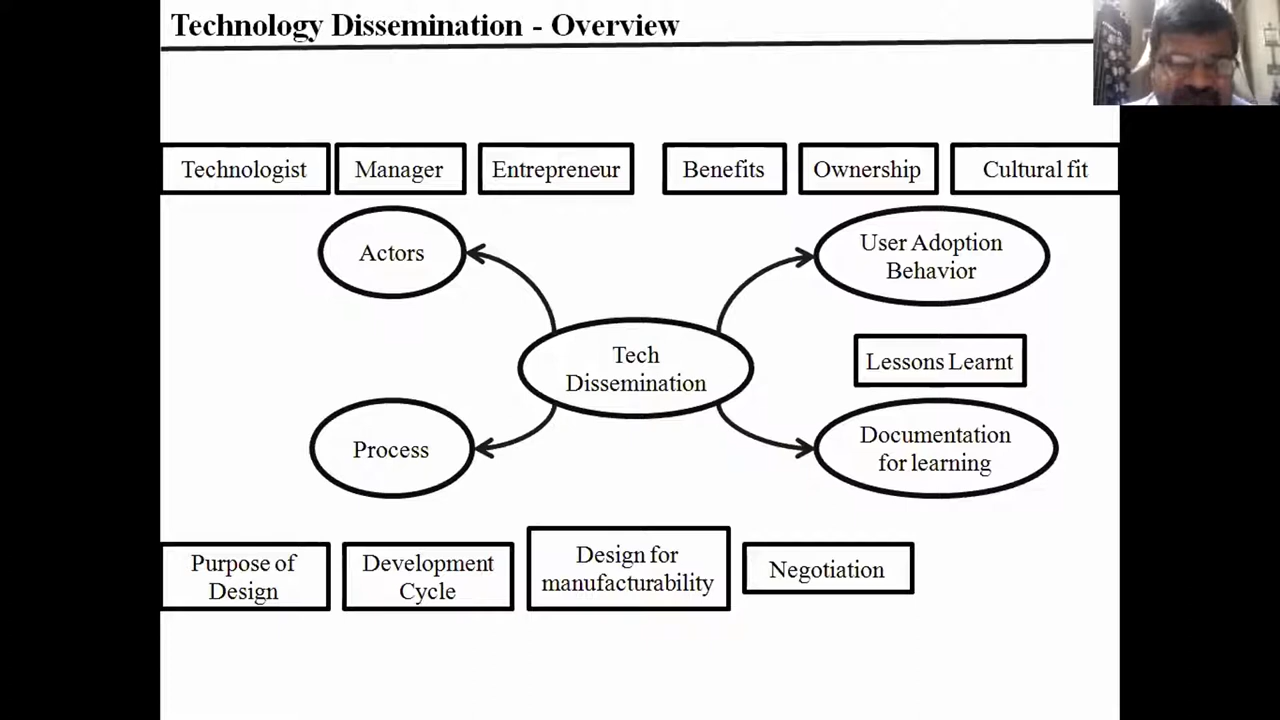 Technology Dissemination - Overview
Technologist
Manager
Entrepreneur
Benefits
Ownership
Cultural fit
Actors
User Adoption
Behavior
Tech
Dissemination
Lessons Learnt
Process
Documentation
for learning
Purpose of
Design
Development
Cycle
Design for
manufacturability
Negotiation